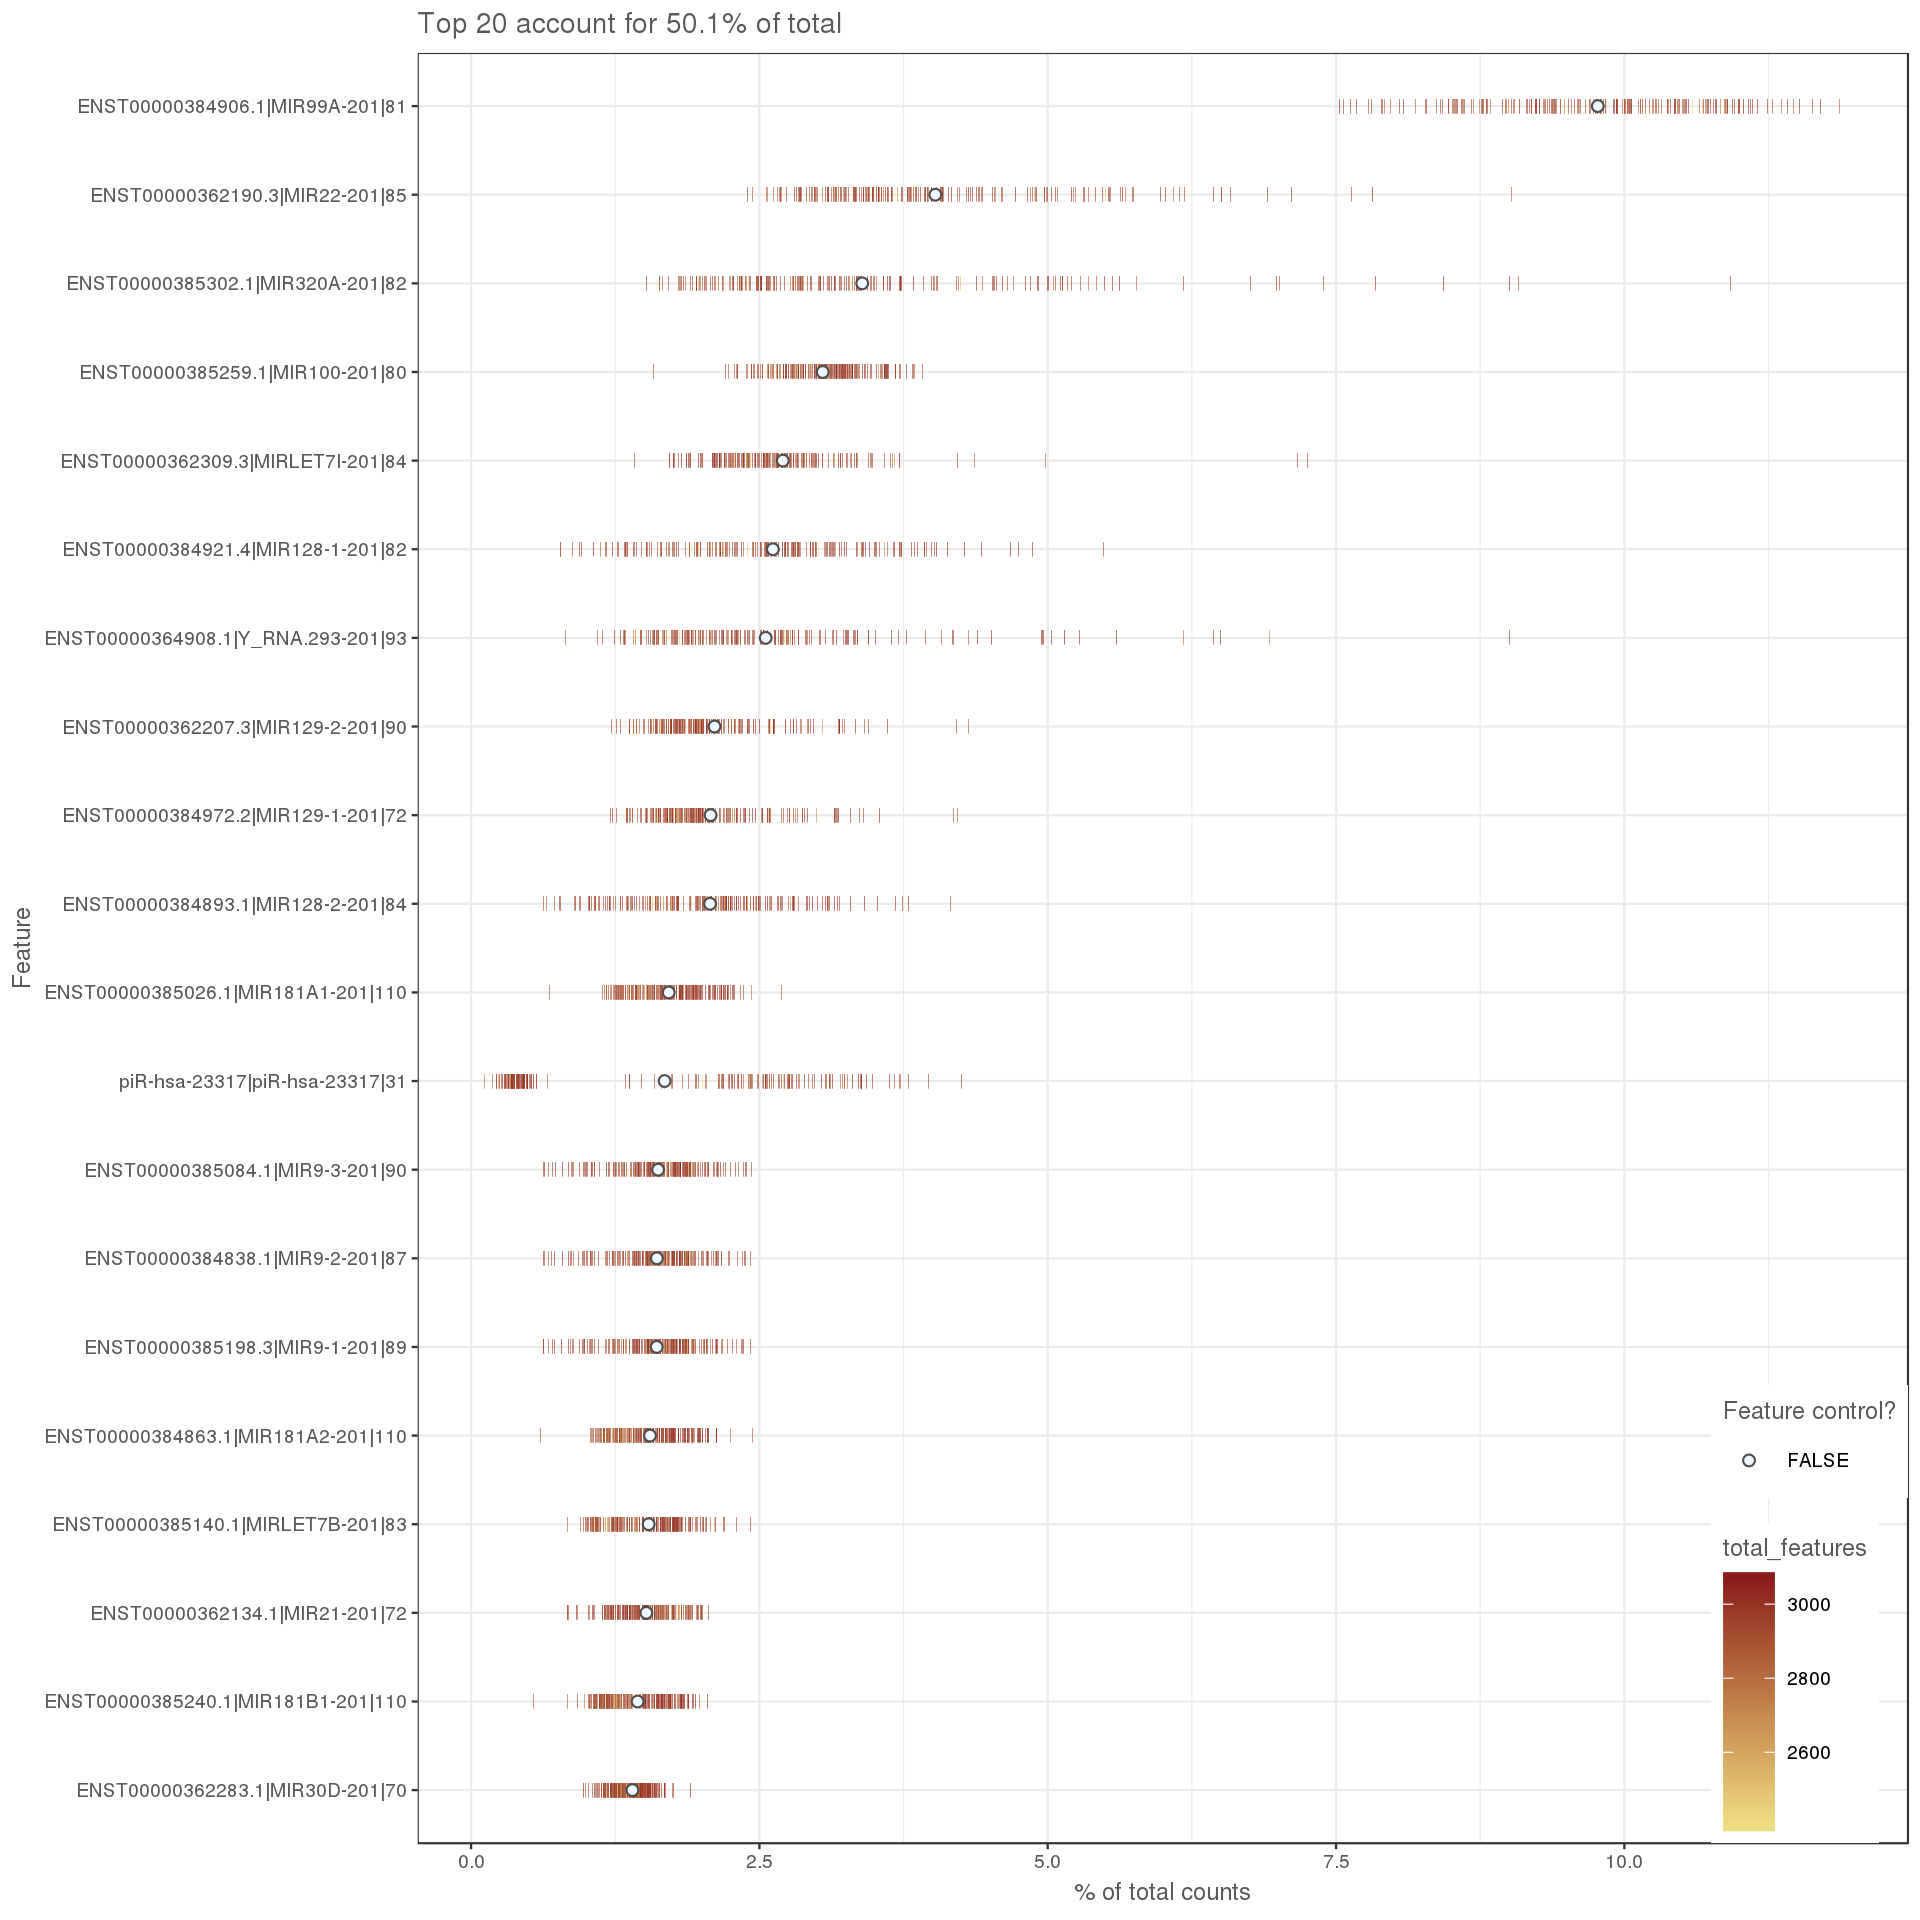 Top 20 account for 50.1% of total
ENST00000384906.1|MIR99A-201|81
ENST00000362190.3|MIR22-201|85
ENST00000385302.1|MIR320A-201|82
ENST00000385259.1|MIR100-201|80
ENST00000362309.3|MIRLET7I-201|84
ENST00000384921.4|MIR128-1-201|82
ENST00000364908.1|Y_RNA.293-201|93
ENST00000362207.3|MIR129-2-201|90
ENST00000384972.2|MIR129-1-201|72
ENST00000384893.1|MIR128-2-201|84
Feature
ENST00000385026.1|MIR181A1-201|110
piR-hsa-23317|piR-hsa-23317|31
ENST00000385084.1|MIR9-3-201|90
ENST00000384838.1|MIR9-2-201|87
ENST00000385198.3|MIR9-1-201|89
ENST00000384863.1|MIR181A2-201|110
ENST00000385140.1|MIRLET7B-201|83
ENST00000362134.1|MIR21-201|72
ENST00000385240.1|MIR181B1-201|110
ENST00000362283.1|MIR30D-201|70
Feature control?
FALSE
total_features
3000
2800
2600
0.0 2.5 5.0 7.5 10.0
% of total counts